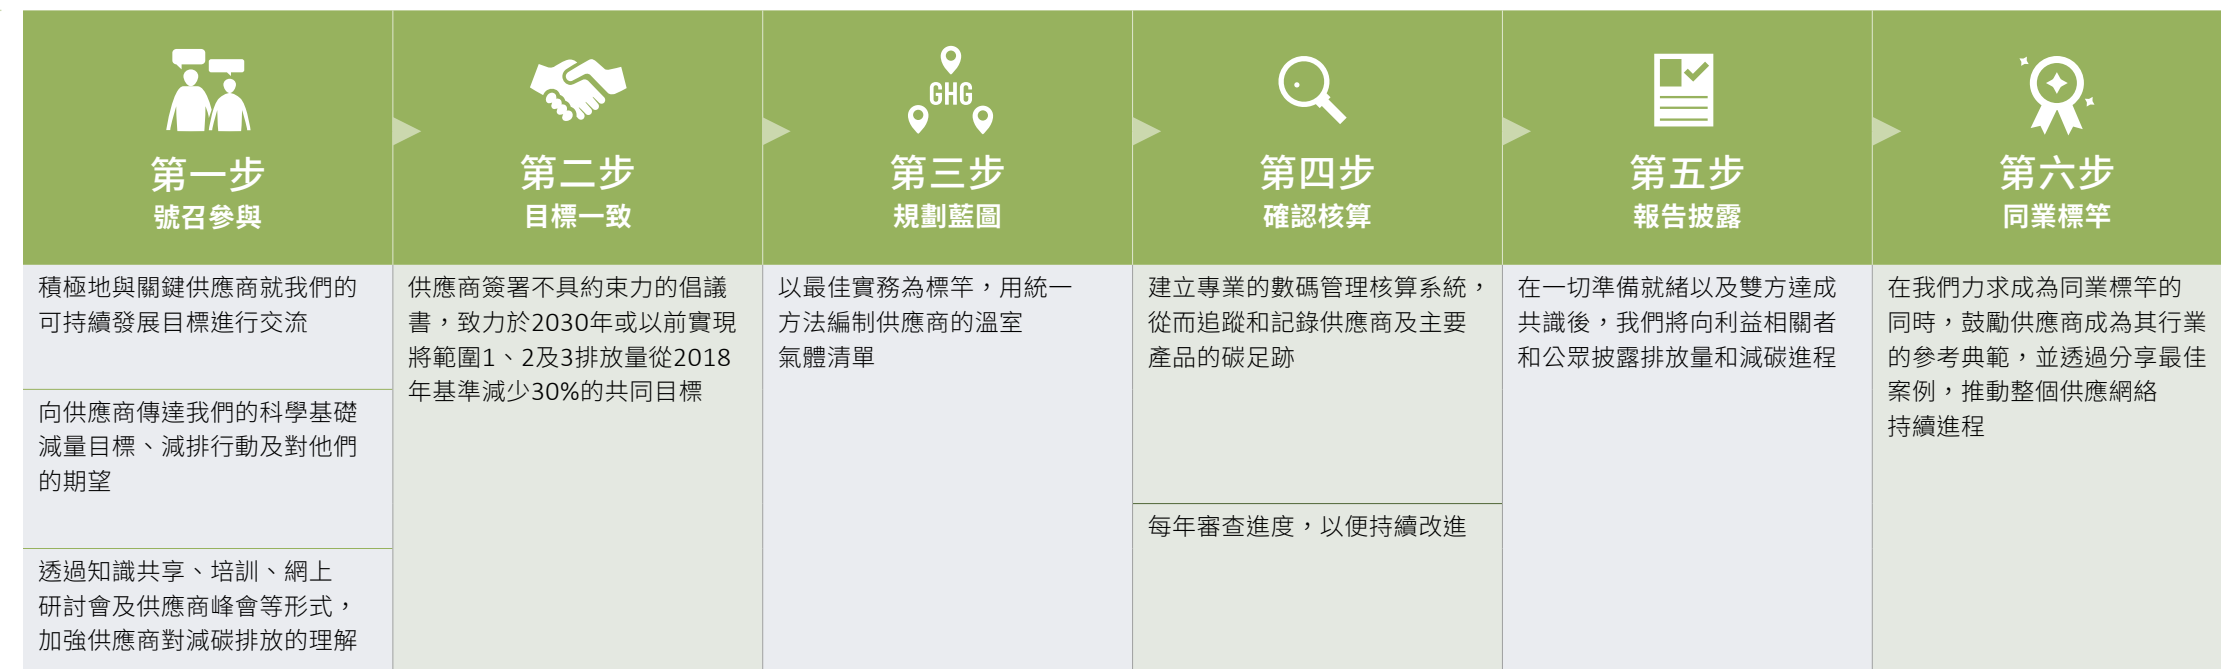 第一步
號召參與
積極地與關鍵供應商就我們的
可持續發展目標進行交流
向供應商傳達我們的科學基礎
減量目標、減排行動及對他們
的期望
透過知識共享、培訓、網上
研討會及供應商峰會等形式，
加強供應商對減碳排放的理解
第二步
目標一致
供應商簽署不具約束力的倡議
書，致力於2030年或以前實現
將範圍1、2及3排放量從2018
年基準減少30%的共同目標
GHG
第三步
規劃藍圖
以最佳實務為標竿，用統一
方法編制供應商的溫室
氣體清單
第四步
確認核算
建立專業的數碼管理核算系統，
從而追蹤和記錄供應商及主要
產品的碳足跡
每年審查進度，以便持續改進
第五步
報告披露
在一切準備就緒以及雙方達成
共識後，我們將向利益相關者
和公眾披露排放量和減碳進程
第六步
同業標竿
在我們力求成為同業標竿的
同時，鼓勵供應商成為其行業
的參考典範，並透過分享最佳
案例，推動整個供應網絡
持續進程